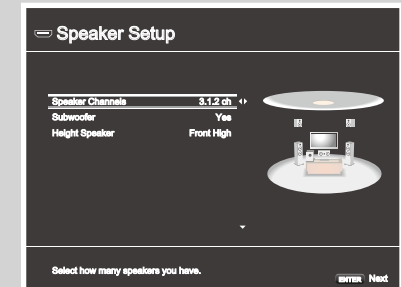 Speaker Setup
Speaker Channels 3.1.2 ch
Subwoofer Yes
Height Speaker Front High
Select how many speakers you have.
ENTER Next